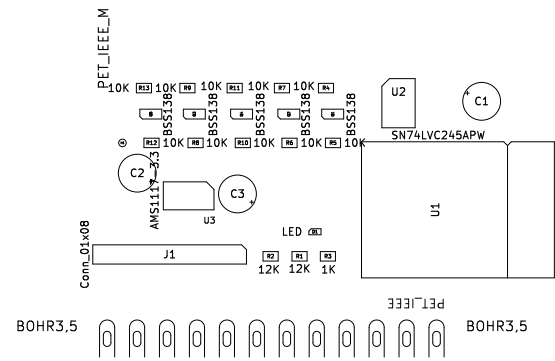 PET_IEEE_M
10K R13 10K R9 10K R11 10K R7 10K R4
BSS138 BSS138 BSS138 BSS138 BSS138
U2
C1
SN74LVC245APW
R12 10K R8 10K R10 10K R6 10K R5 10K
C2
AMS1117-3.3
C3
U3
U1
LED D1
Conn_01x08
J1
R2 R1 R3
12K 12K 1K
PET_IEEE
BOHR3,5 BOHR3,5